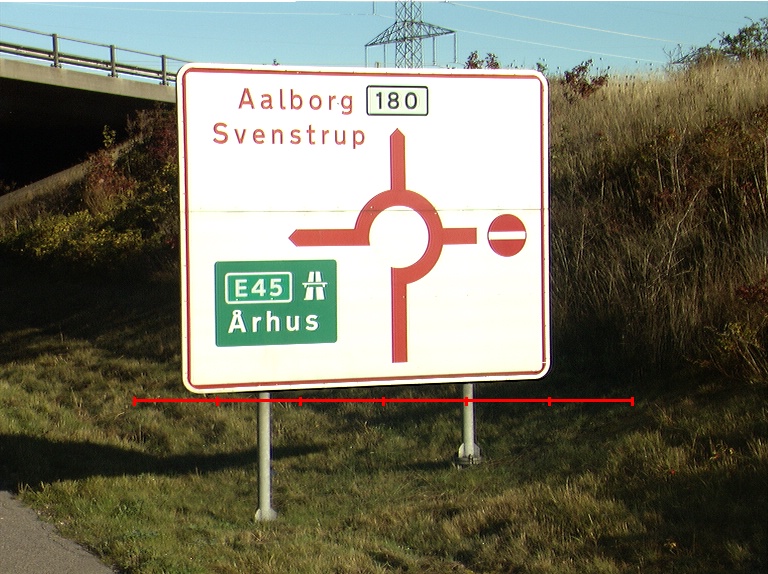 Aalborg 180
Svenstrup
E45
Århus